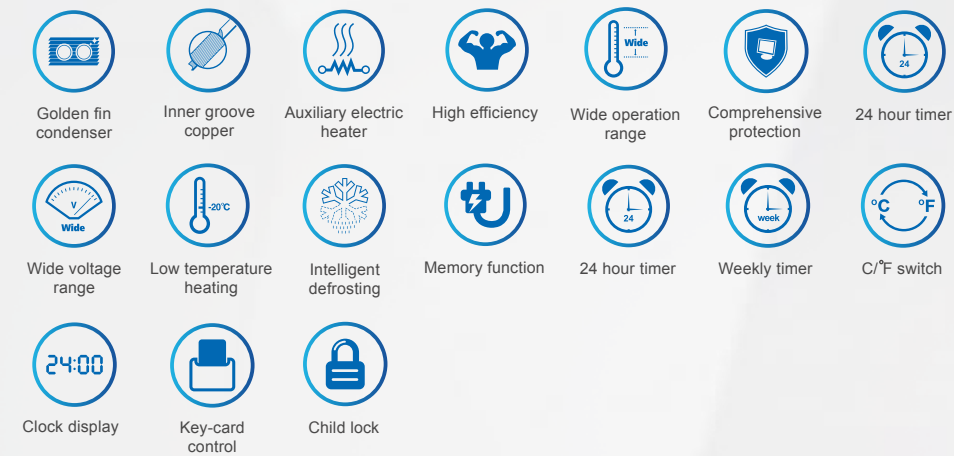 Wide
24
Golden fin
condenser
Inner groove
copper
Auxiliary electric
heater
High efficiency
Wide operation
range
Comprehensive
protection
24 hour timer
V
Wide
-20℃
24
week
°C
°F
Wide voltage
range
Low temperature
heating
Intelligent
defrosting
Memory function
24 hour timer
Weekly timer
C/°F switch
24:00
Clock display
Key-card
control
Child lock